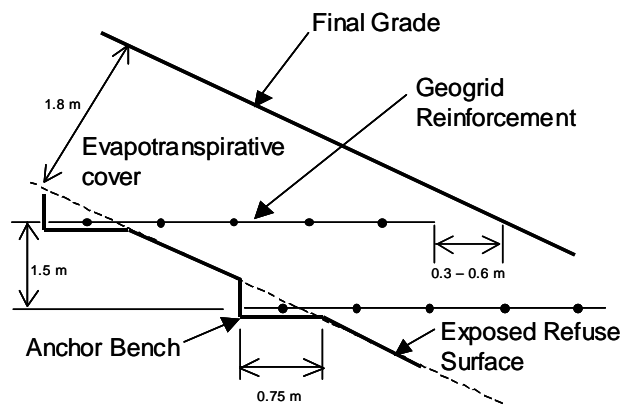 Final Grade
Geogrid
Reinforcement
1.8 m
Evapotranspirative
cover
1.5 m
0.3 – 0.6 m
Anchor Bench
Exposed Refuse
Surface
0.75 m